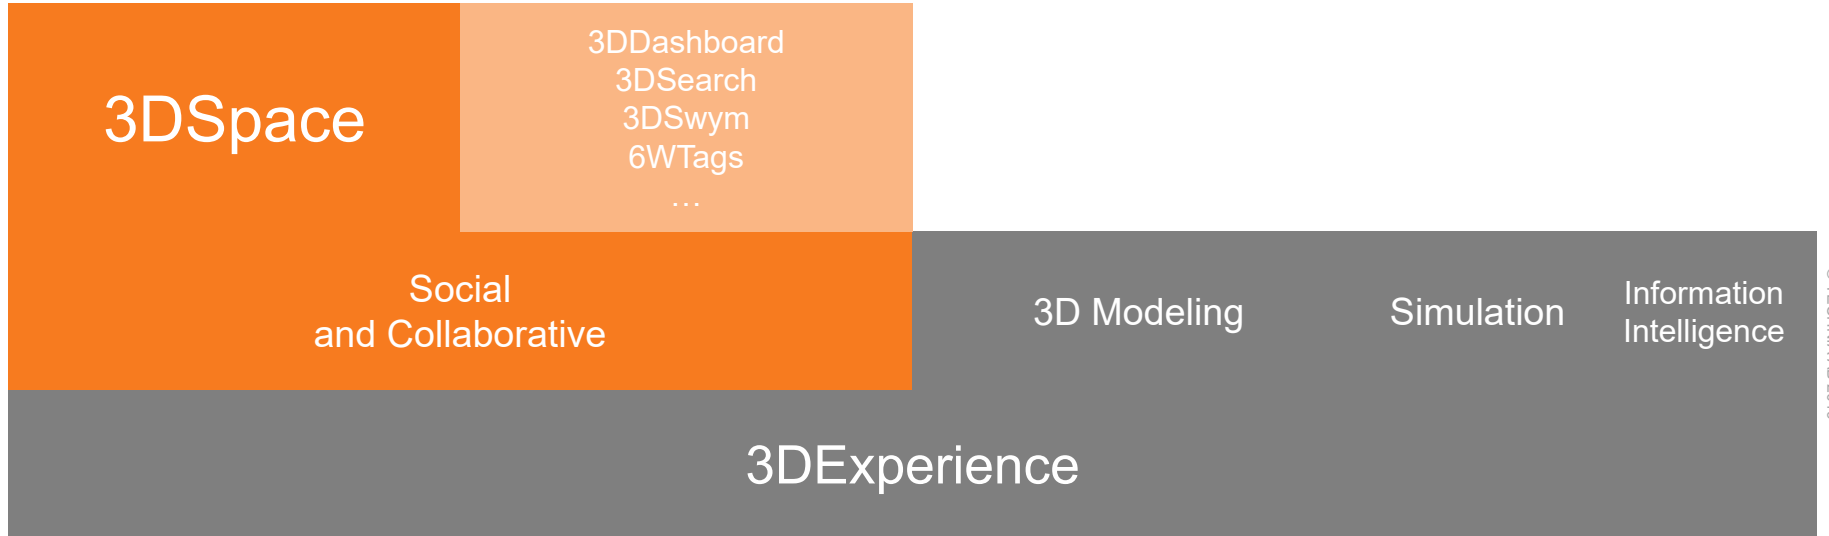 3DSpace
3DDashboard
3DSearch
3DSwym
6WTags
...
Social
and Collaborative
3D Modeling
Simulation
Information
Intelligence
3DExperience